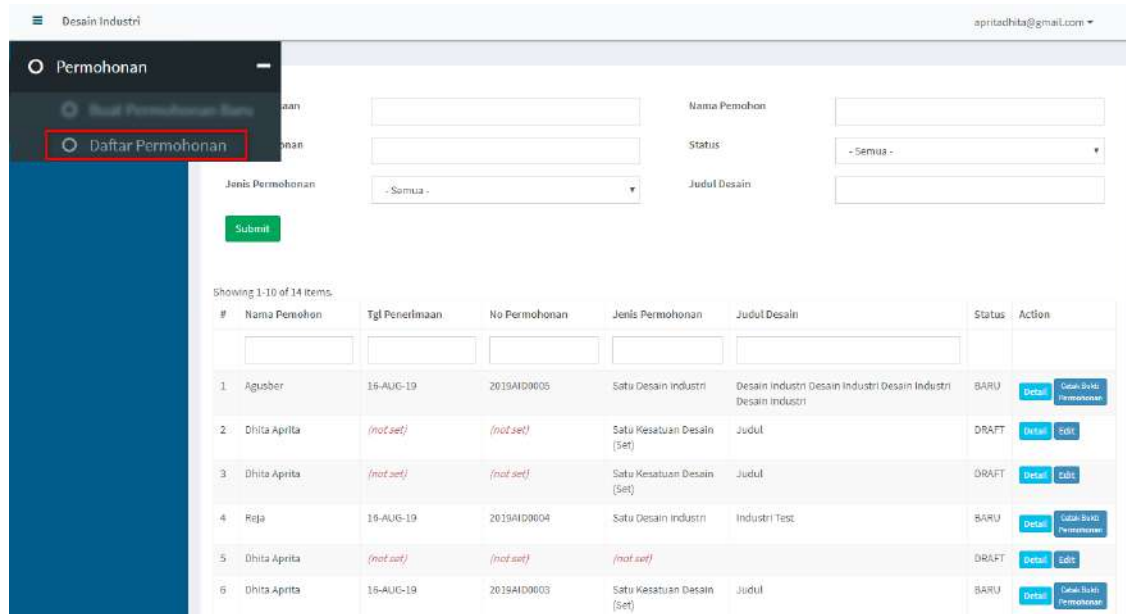 Desain Industri
apritadhita@gmail.com
Permohonan
Buat Permohonan Baru
Daftar Permohonan
aan
Nama Pemohon
onan
Status
- Semua -
Jenis Permohonan
- Semua -
Judul Desain
Submit
Showing 1-10 of 14 items.
# Nama Pemohon Tgl Penerimaan No Permohonan Jenis Permohonan Judul Desain Status Action
1 Agusber 16-AUG-19 2019AID0005 Satu Desain Industri Desain Industri Desain Industri Desain Industri BARU Detail Cetak Bukti
Desain Industri Permohonan
2 Dhita Aprita (not set) (not set) Satu Kesatuan Desain Judul DRAFT Detail Edit
(Set)
3 Dhita Aprita (not set) (not set) Satu Kesatuan Desain Judul DRAFT Detail Edit
(Set)
4 Reja 16-AUG-19 2019AID0004 Satu Desain Industri Industri Test BARU Detail Cetak Bukti
Permohonan
5 Dhita Aprita (not set) (not set) (not set) DRAFT Detail Edit
6 Dhita Aprita 16-AUG-19 2019AID0003 Satu Kesatuan Desain Judul BARU Detail Cetak Bukti
(Set) Permohonan